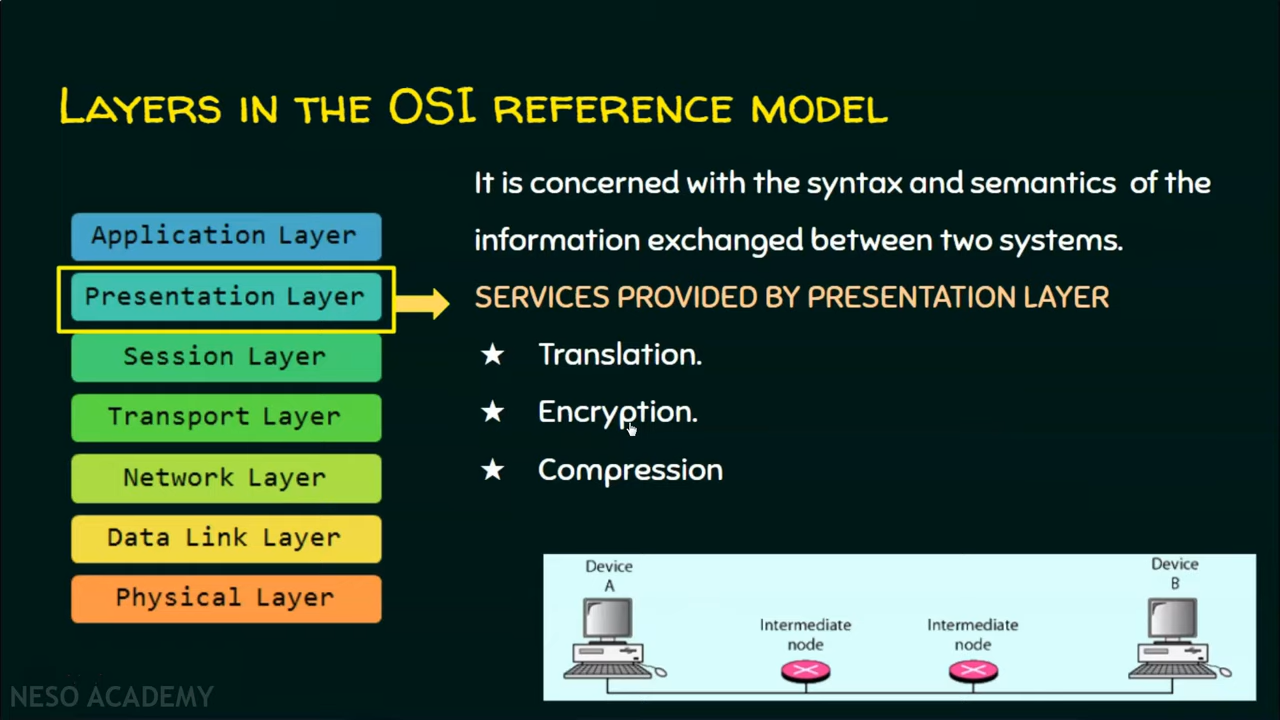 LAYERS IN THE OSI REFERENCE MODEL
Application Layer
Presentation Layer
Session Layer
Transport Layer
Network Layer
Data Link Layer
Physical Layer
It is concerned with the syntax and semantics of the
information exchanged between two systems.
SERVICES PROVIDED BY PRESENTATION LAYER
★ Translation.
★ Encryption.
★ Compression
Device
A
Intermediate
node
Intermediate
node
Device
B
NESO ACADEMY